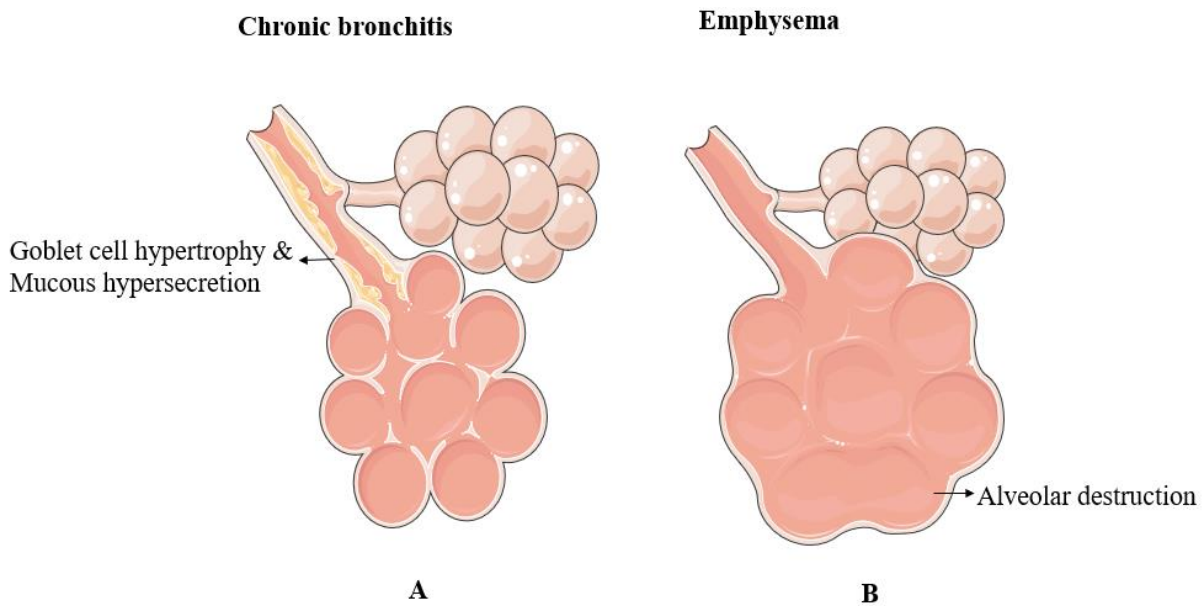 Chronic bronchitis
Emphysema
Goblet cell hypertrophy &
Mucous hypersecretion
Alveolar destruction
A
B